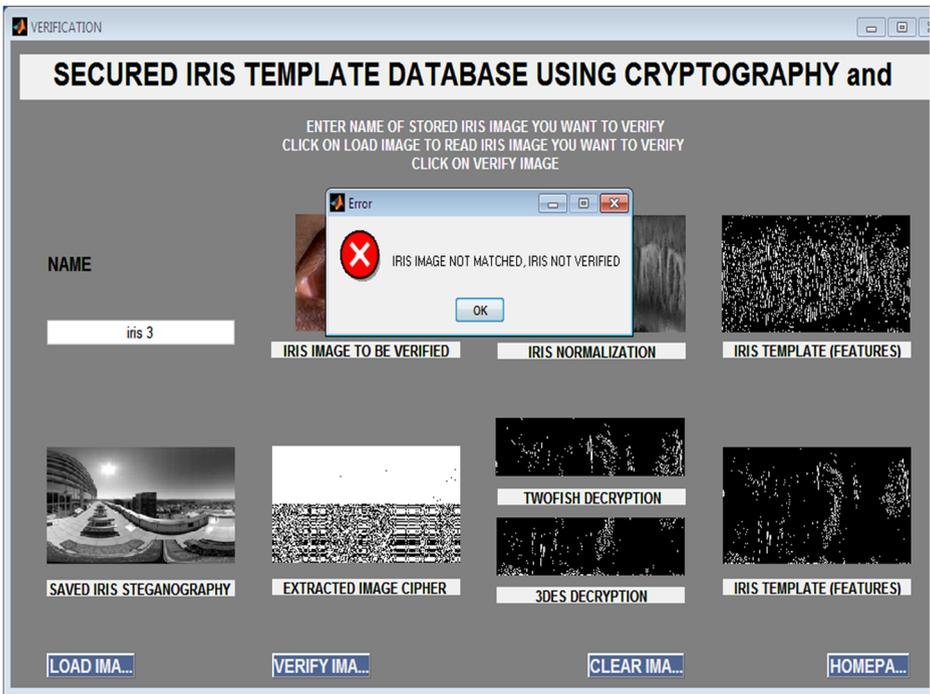 VERIFICATION
SECURED IRIS TEMPLATE DATABASE USING CRYPTOGRAPHY and
ENTER NAME OF STORED IRIS IMAGE YOU WANT TO VERIFY
CLICK ON LOAD IMAGE TO READ IRIS IMAGE YOU WANT TO VERIFY
CLICK ON VERIFY IMAGE
Error
IRIS IMAGE NOT MATCHED, IRIS NOT VERIFIED
OK
NAME
iris 3
IRIS IMAGE TO BE VERIFIED
IRIS NORMALIZATION
IRIS TEMPLATE (FEATURES)
TWOFISH DECRYPTION
SAVED IRIS STEGANOGRAPHY
EXTRACTED IMAGE CIPHER
3DES DECRYPTION
IRIS TEMPLATE (FEATURES)
LOAD IMA...
VERIFY IMA...
CLEAR IMA...
HOMEPA...